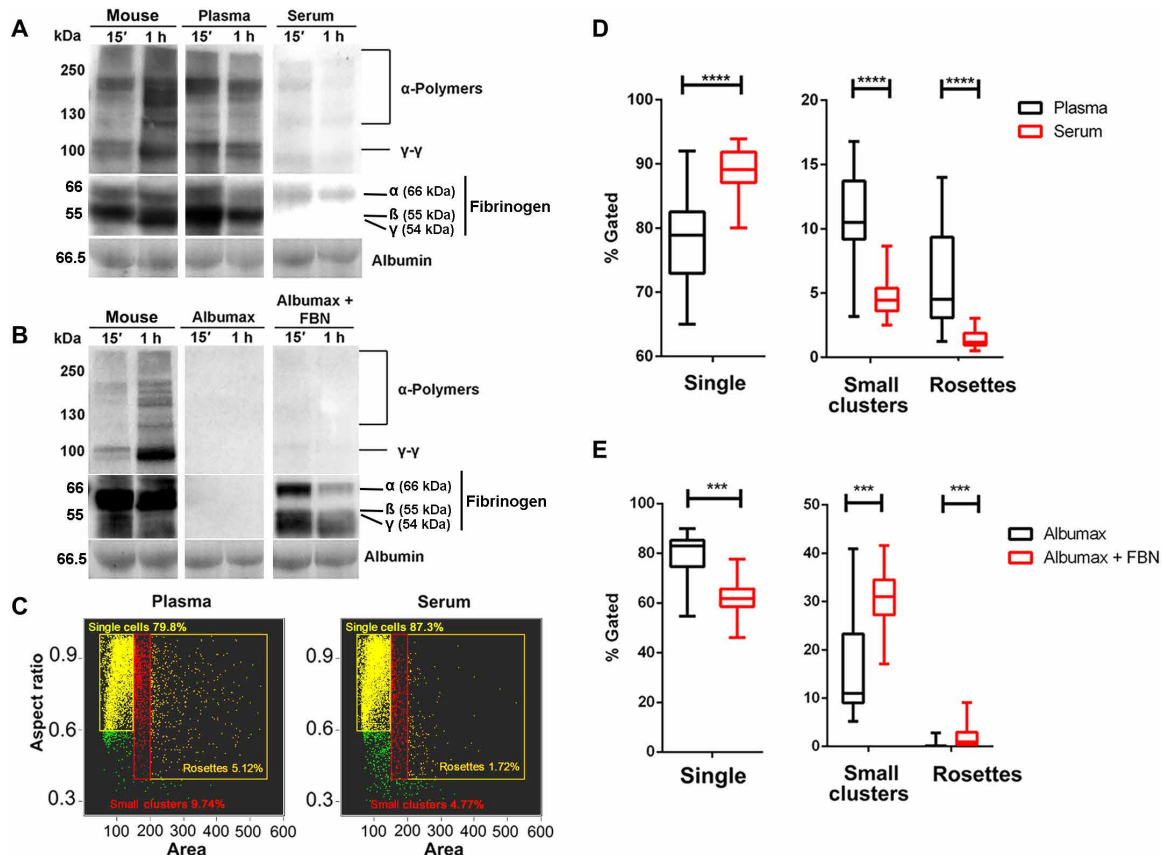 A
Mouse Plasma Serum
kDa 15′ 1 h 15′ 1 h 15′ 1 h
250
α-Polymers
130
100 γ-γ
66 α (66 kDa)
55 ß (55 kDa) Fibrinogen
γ (54 kDa)
66.5 Albumin
B
Mouse Albumax Albumax +
FBN
kDa 15′ 1 h 15′ 1 h 15′ 1 h
250
α-Polymers
130
100 γ-γ
66 α (66 kDa)
55 ß (55 kDa) Fibrinogen
γ (54 kDa)
66.5 Albumin
C
Plasma
Single cells 79.8%
Aspect ratio
0.9
0.6
0.3
Rosettes 5.12%
Small clusters 9.74%
100 200 300 400 500 600
Area
Serum
Single cells 87.3%
0.9
0.6
0.3
Rosettes 1.72%
Small clusters 4.77%
100 200 300 400 500 600
Area
D
% Gated
100
90
80
70
60
****
Single
20
15
10
5
0
**** ****
Small
clusters
Rosettes
Plasma
Serum
E
% Gated
100
80
60
40
20
0
***
Single
50
40
30
20
10
0
*** ***
Small
clusters
Rosettes
Albumax
Albumax + FBN